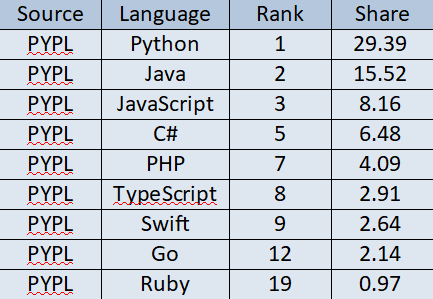 Source Language Rank Share
PYPL Python 1 29.39
PYPL Java 2 15.52
PYPL JavaScript 3 8.16
PYPL C# 5 6.48
PYPL PHP 7 4.09
PYPL TypeScript 8 2.91
PYPL Swift 9 2.64
PYPL Go 12 2.14
PYPL Ruby 19 0.97